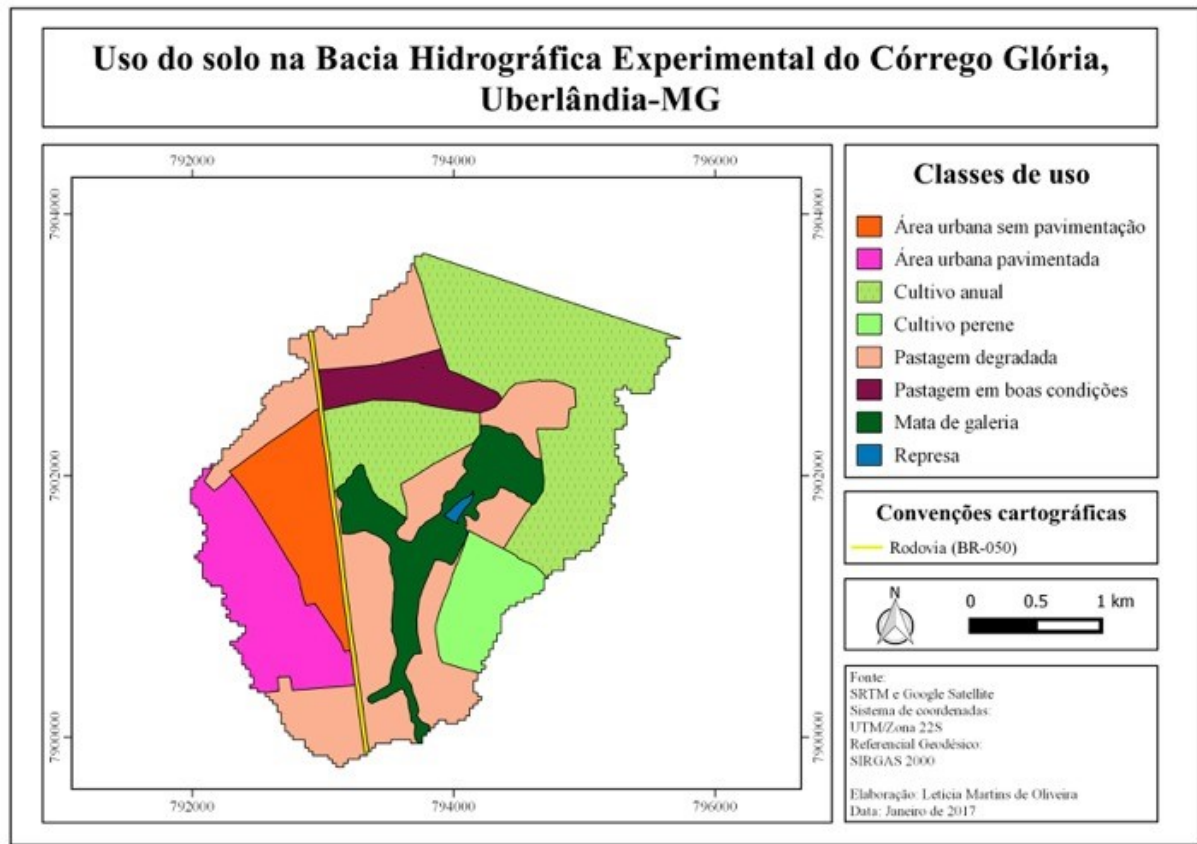 Uso do solo na Bacia Hidrográfica Experimental do Córrego Glória,
Uberlândia-MG
792000
794000
796000
7904000
7904000
7902000
7902000
7900000
7900000
792000
794000
796000
Classes de uso
Área urbana sem pavimentação
Área urbana pavimentada
Cultivo anual
Cultivo perene
Pastagem degradada
Pastagem em boas condições
Mata de galeria
Represa
Convenções cartográficas
Rodovia (BR-050)
N
0 0.5 1 km
Fonte:
SRTM e Google Satellite
Sistema de coordenadas:
UTM/Zona 22S
Referencial Geodésico:
SIRGAS 2000
Elaboração: Leticia Martins de Oliveira
Data: Janeiro de 2017